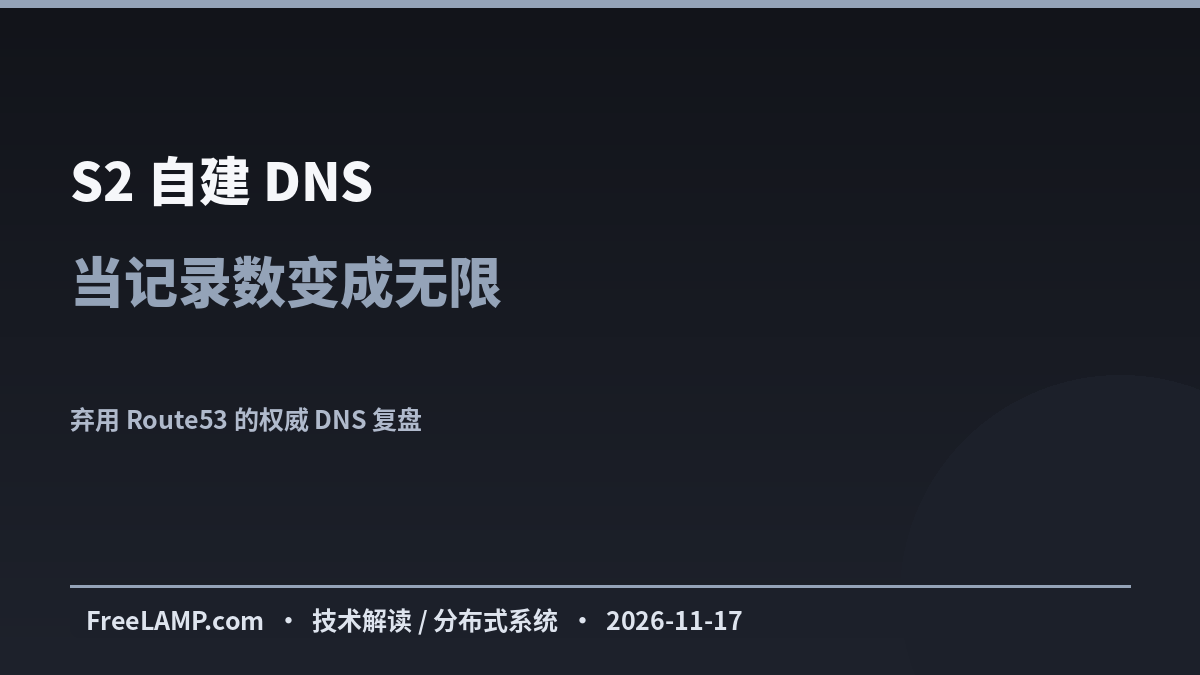 S2 自建 DNS
当记录数变成无限
弃用 Route53 的权威 DNS 复盘
FreeLAMP.com • 技术解读 / 分布式系统 • 2026-11-17